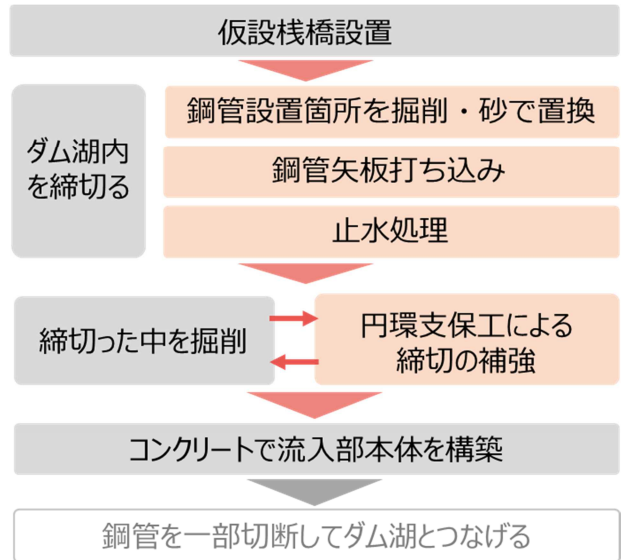 仮設桟橋設置
ダム湖内
を締切る
鋼管設置箇所を掘削・砂で置換
鋼管矢板打ち込み
止水処理
締切った中を掘削
円環支保工による
締切の補強
コンクリートで流入部本体を構築
鋼管を一部切断してダム湖とつなげる